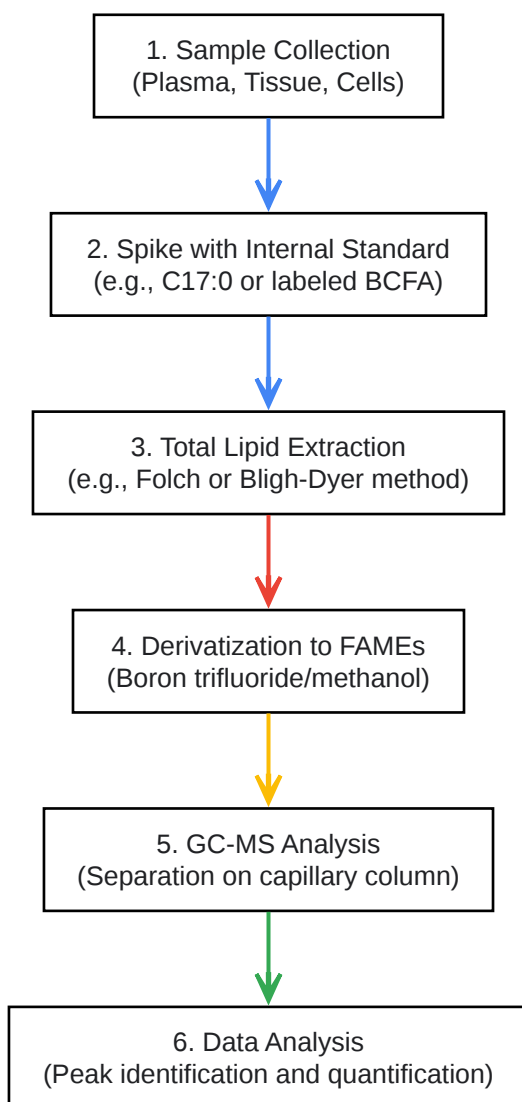 1. Sample Collection
(Plasma, Tissue, Cells)
2. Spike with Internal Standard
(e.g., C17:0 or labeled BCFA)
3. Total Lipid Extraction
(e.g., Folch or Bligh-Dyer method)
4. Derivatization to FAMEs
(Boron trifluoride/methanol)
5. GC-MS Analysis
(Separation on capillary column)
6. Data Analysis
(Peak identification and quantification)